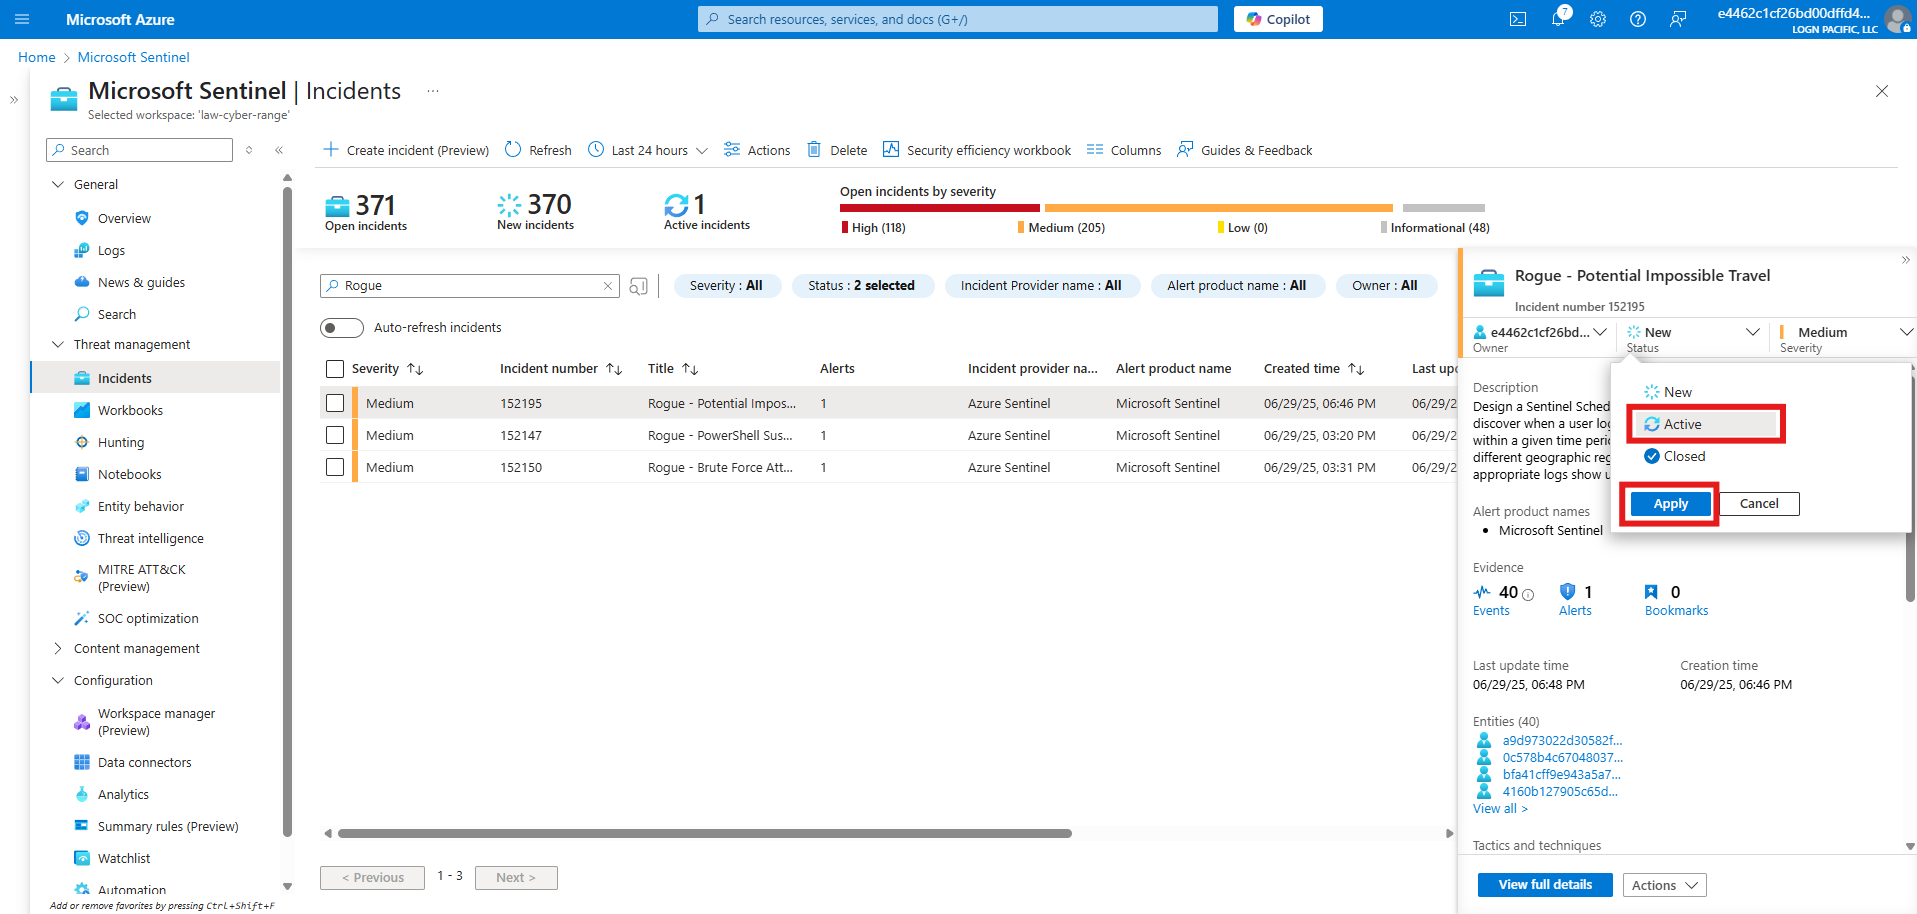 Microsoft Azure
Search resources, services, and docs (G+/)
Copilot
7
e4462c1cf26bd00dffd4...
LOGN PACIFIC, LLC
Home > Microsoft Sentinel
Microsoft Sentinel | Incidents ...
Selected workspace: 'law-cyber-range'
Search
General
Overview
Logs
News & guides
Search
Threat management
Incidents
Workbooks
Hunting
Notebooks
Entity behavior
Threat intelligence
MITRE ATT&CK
(Preview)
SOC optimization
Content management
Configuration
Workspace manager
(Preview)
Data connectors
Analytics
Summary rules (Preview)
Watchlist
Automation
Add or remove favorites by pressing Ctrl+Shift+F
Create incident (Preview) Refresh Last 24 hours Actions Delete Security efficiency workbook Columns Guides & Feedback
371
Open incidents
370
New incidents
1
Active incidents
Open incidents by severity
High (118) Medium (205) Low (0) Informational (48)
Rogue
Severity : All
Status : 2 selected
Incident Provider name : All
Alert product name : All
Owner : All
Auto-refresh incidents
Severity Incident number Title Alerts Incident provider na... Alert product name Created time Last up
Medium 152195 Rogue - Potential Impos... 1 Azure Sentinel Microsoft Sentinel 06/29/25, 06:46 PM 06/29/2
Medium 152147 Rogue - PowerShell Sus... 1 Azure Sentinel Microsoft Sentinel 06/29/25, 03:20 PM 06/29/2
Medium 152150 Rogue - Brute Force Att... 1 Azure Sentinel Microsoft Sentinel 06/29/25, 03:31 PM 06/29/2
< Previous 1 - 3 Next >
Rogue - Potential Impossible Travel
Incident number 152195
e4462c1cf26bd... New Medium
Owner Status Severity
New
Active
Closed
Apply Cancel
Description
Design a Sentinel Sched
discover when a user log
within a given time perio
different geographic reg
appropriate logs show u
Alert product names
• Microsoft Sentinel
Evidence
40 1 0
Events Alerts Bookmarks
Last update time Creation time
06/29/25, 06:48 PM 06/29/25, 06:46 PM
Entities (40)
a9d973022d30582f...
0c578b4c67048037...
bfa41cff9e943a5a7...
4160b127905c65d...
View all >
Tactics and techniques
View full details Actions